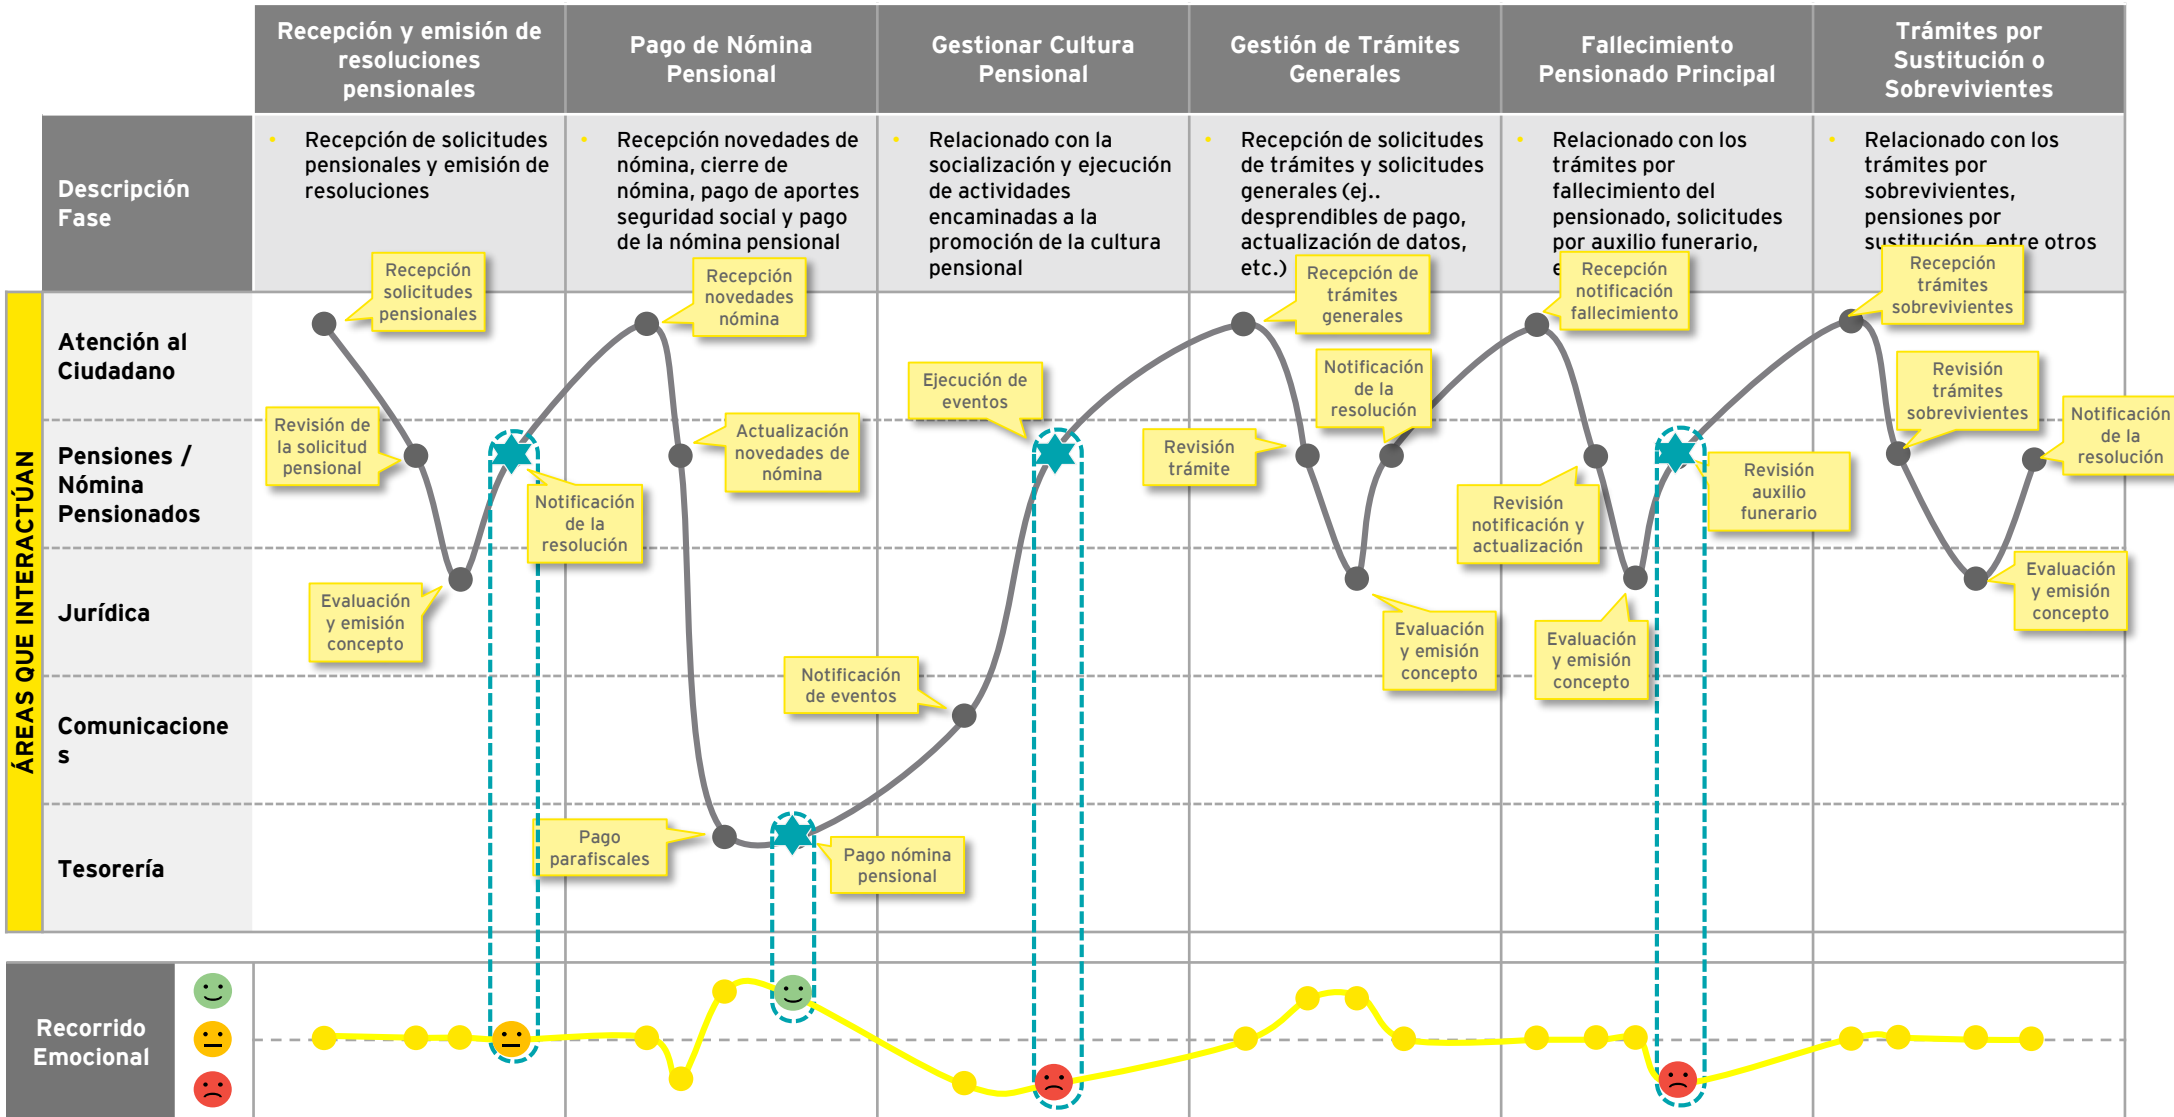 Recepción y emisión de
resoluciones
pensionales
Pago de Nómina
Pensional
Gestionar Cultura
Pensional
Gestión de Trámites
Generales
Fallecimiento
Pensionado Principal
Trámites por
Sustitución o
Sobrevivientes
Descripción
Fase
• Recepción de solicitudes
pensionales y emisión de
resoluciones
• Recepción novedades de
nómina, cierre de
nómina, pago de aportes
seguridad social y pago
de la nómina pensional
• Relacionado con la
socialización y ejecución
de actividades
encaminadas a la
promoción de la cultura
pensional
• Recepción de solicitudes
de trámites y solicitudes
generales (ej..
desprendibles de pago,
actualización de datos,
etc.)
• Relacionado con los
trámites por
fallecimiento del
pensionado, solicitudes
por auxilio funerario,
• Relacionado con los
trámites por
sobrevivientes,
pensiones por
sustitución, entre otros
ÁREAS QUE INTERACTÚAN
Atención al
Ciudadano
Recepción
solicitudes
pensionales
Recepción
novedades
nómina
Ejecución de
eventos
Recepción de
trámites
generales
Notificación
de la
resolución
Recepción
notificación
fallecimiento
Recepción
trámites
sobrevivientes
Revisión
trámites
sobrevivientes
Pensiones /
Nómina
Pensionados
Revisión de
la solicitud
pensional
Notificación
de la
resolución
Actualización
novedades de
nómina
Revisión
trámite
Revisión
notificación y
actualización
Revisión
auxilio
funerario
Notificación
de la
resolución
Jurídica
Evaluación
y emisión
concepto
Evaluación
y emisión
concepto
Evaluación
y emisión
concepto
Evaluación
y emisión
concepto
Comunicacione
s
Notificación
de eventos
Tesorería
Pago
parafiscales
Pago nómina
pensional
Recorrido
Emocional